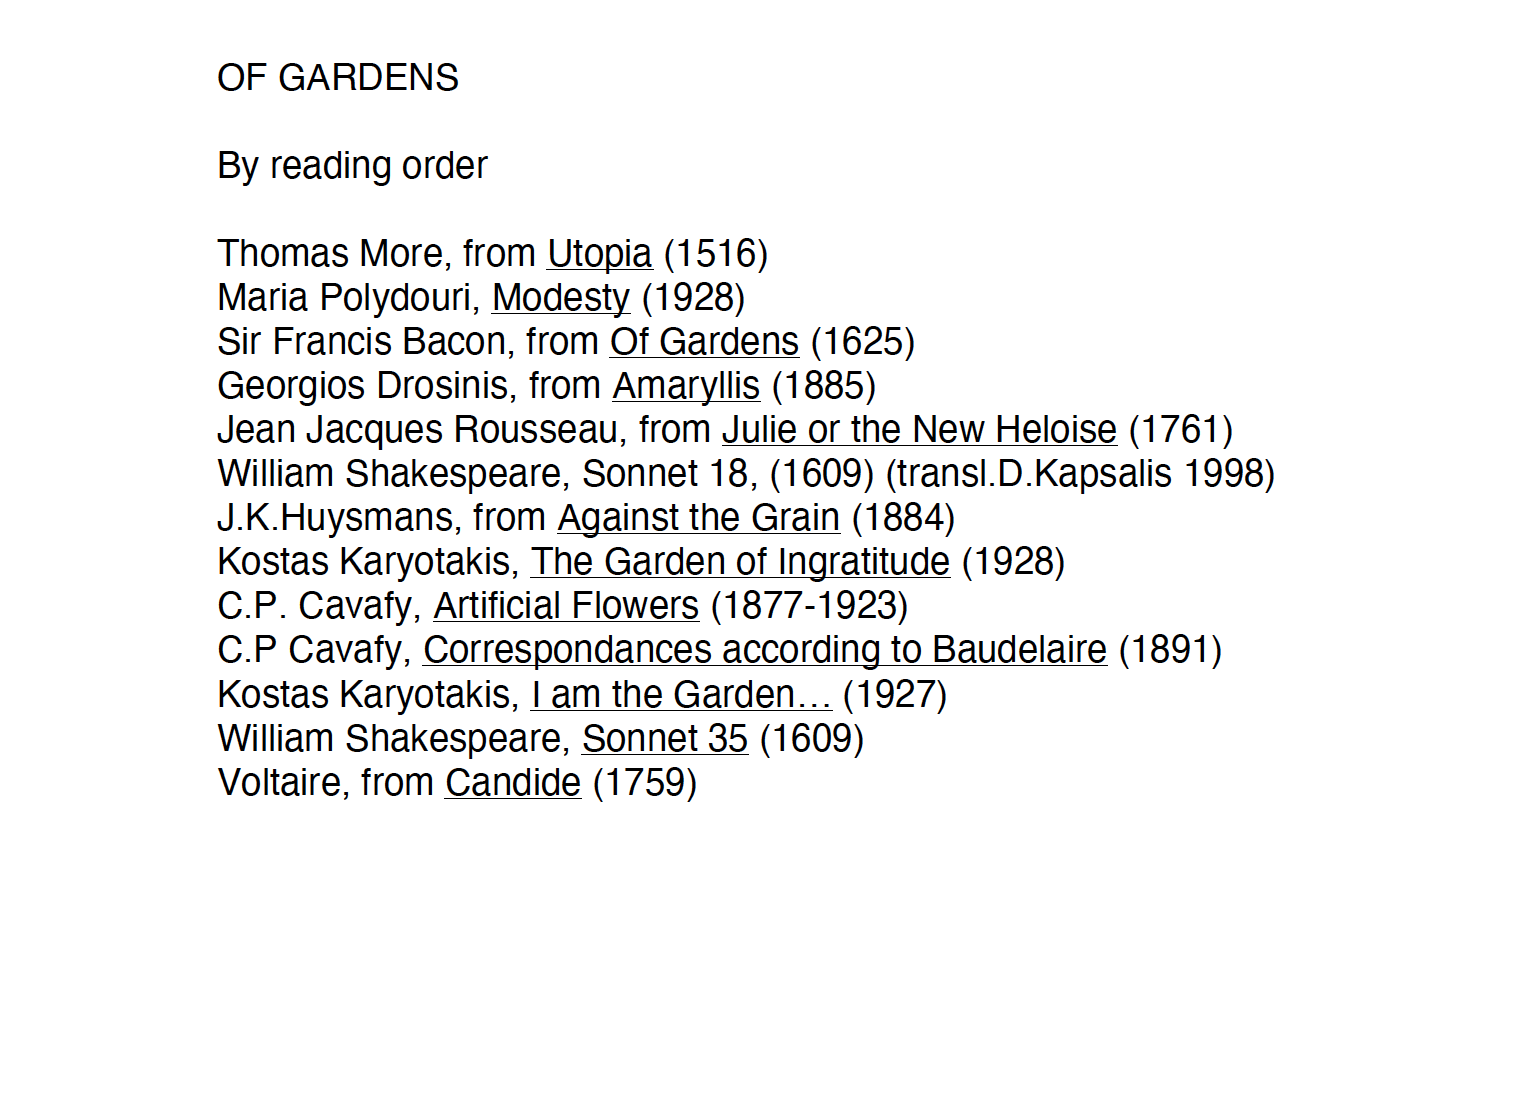 OF GARDENS
By reading order
Thomas More, from Utopia (1516)
Maria Polydouri, Modesty (1928)
Sir Francis Bacon, from Of Gardens (1625)
Georgios Drosinis, from Amaryllis (1885)
Jean Jacques Rousseau, from Julie or the New Heloise (1761)
William Shakespeare, Sonnet 18, (1609) (transl.D.Kapsalis 1998)
J.K.Huysmans, from Against the Grain (1884)
Kostas Karyotakis, The Garden of Ingratitude (1928)
C.P. Cavafy, Artificial Flowers (1877-1923)
C.P Cavafy, Correspondances according to Baudelaire (1891)
Kostas Karyotakis, I am the Garden… (1927)
William Shakespeare, Sonnet 35 (1609)
Voltaire, from Candide (1759)